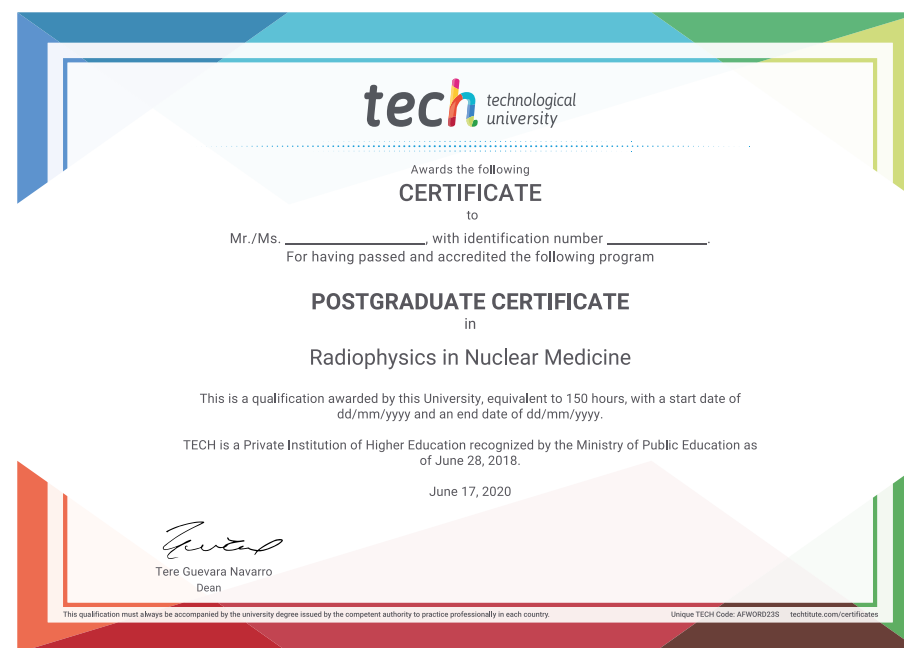 tech technological
university
Awards the following
CERTIFICATE
to
Mr./Ms. ____________________, with identification number ______________.
For having passed and accredited the following program
POSTGRADUATE CERTIFICATE
in
Radiophysics in Nuclear Medicine
This is a qualification awarded by this University, equivalent to 150 hours, with a start date of
dd/mm/yyyy and an end date of dd/mm/yyyy.
TECH is a Private Institution of Higher Education recognized by the Ministry of Public Education as
of June 28, 2018.
June 17, 2020
Tere Guevara Navarro
Dean
This qualification must always be accompanied by the university degree issued by the competent authority to practice professionally in each country. Unique TECH Code: AFWORD23S techtitute.com/certificates